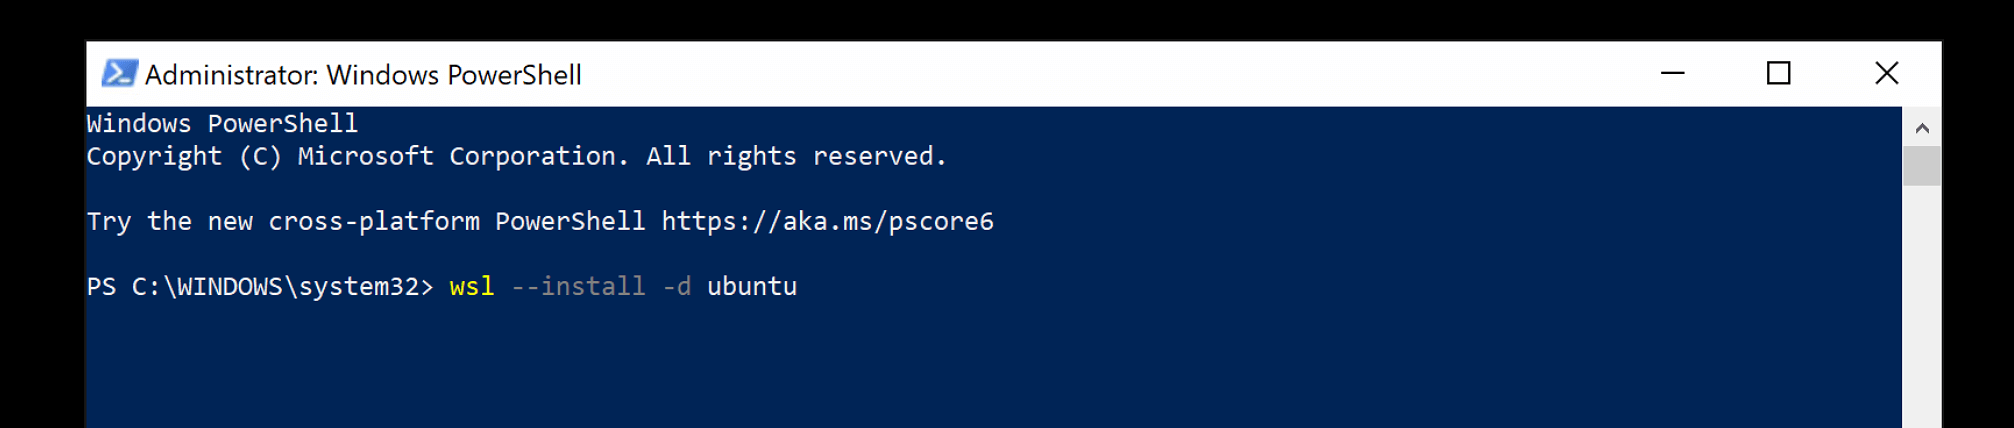 Administrator: Windows PowerShell
Windows PowerShell
Copyright (C) Microsoft Corporation. All rights reserved.
Try the new cross-platform PowerShell https://aka.ms/pscore6
PS C:\WINDOWS\system32> wsl --install -d ubuntu